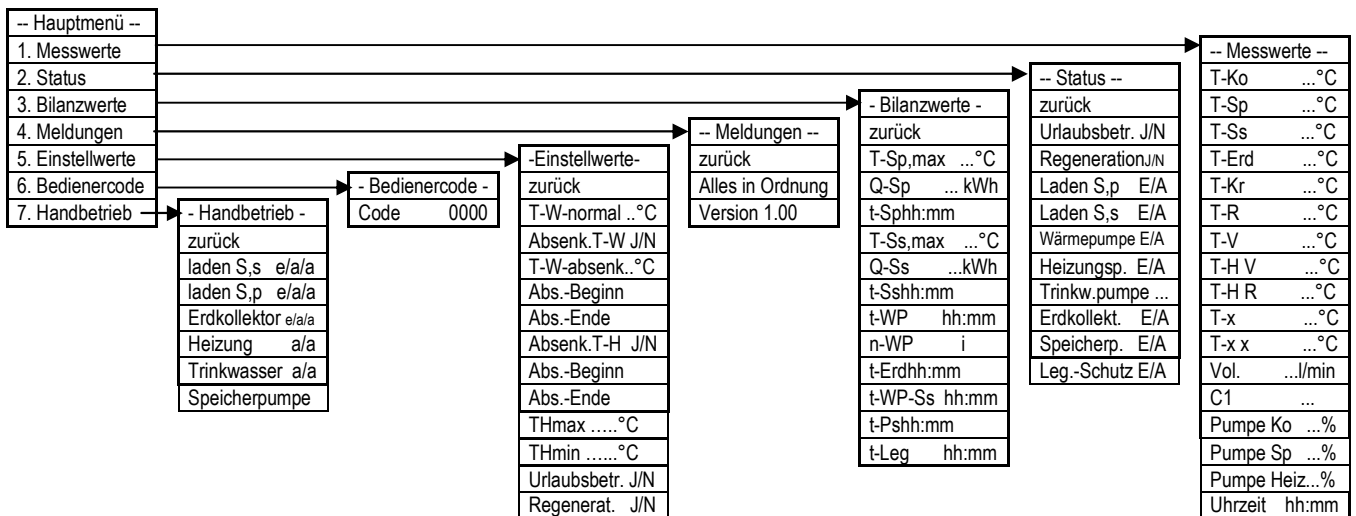 -- Hauptmenü --
1. Messwerte
2. Status
3. Bilanzwerte
4. Meldungen
5. Einstellwerte
6. Bedienercode
7. Handbetrieb
- Handbetrieb -
zurück
laden S,s e/a/a
laden S,p e/a/a
Erdkollektor e/a/a
Heizung a/a
Trinkwasser a/a
Speicherpumpe
- Bedienercode -
Code 0000
-Einstellwerte-
zurück
T-W-normal ..°C
Absenk.T-W J/N
T-W-absenk..°C
Abs.-Beginn
Abs.-Ende
Absenk.T-H J/N
Abs.-Beginn
Abs.-Ende
THmax …..°C
THmin …...°C
Urlaubsbetr. J/N
Regenerat. J/N
-- Meldungen --
zurück
Alles in Ordnung
Version 1.00
- Bilanzwerte -
zurück
T-Sp,max ...°C
Q-Sp ... kWh
t-Sphh:mm
T-Ss,max ...°C
Q-Ss ...kWh
t-Sshh:mm
t-WP hh:mm
n-WP i
t-Erdhh:mm
t-WP-Ss hh:mm
t-Pshh:mm
t-Leg hh:mm
-- Status --
zurück
Urlaubsbetr. J/N
RegenerationJ/N
Laden S,p E/A
Laden S,s E/A
Wärmepumpe E/A
Heizungsp. E/A
Trinkw.pumpe ...
Erdkollekt. E/A
Speicherp. E/A
Leg.-Schutz E/A
-- Messwerte --
T-Ko ...°C
T-Sp ...°C
T-Ss ...°C
T-Erd ...°C
T-Kr ...°C
T-R ...°C
T-V ...°C
T-H V ...°C
T-H R ...°C
T-x ...°C
T-x x ...°C
Vol. ...l/min
C1 ...
Pumpe Ko ...%
Pumpe Sp ...%
Pumpe Heiz...%
Uhrzeit hh:mm